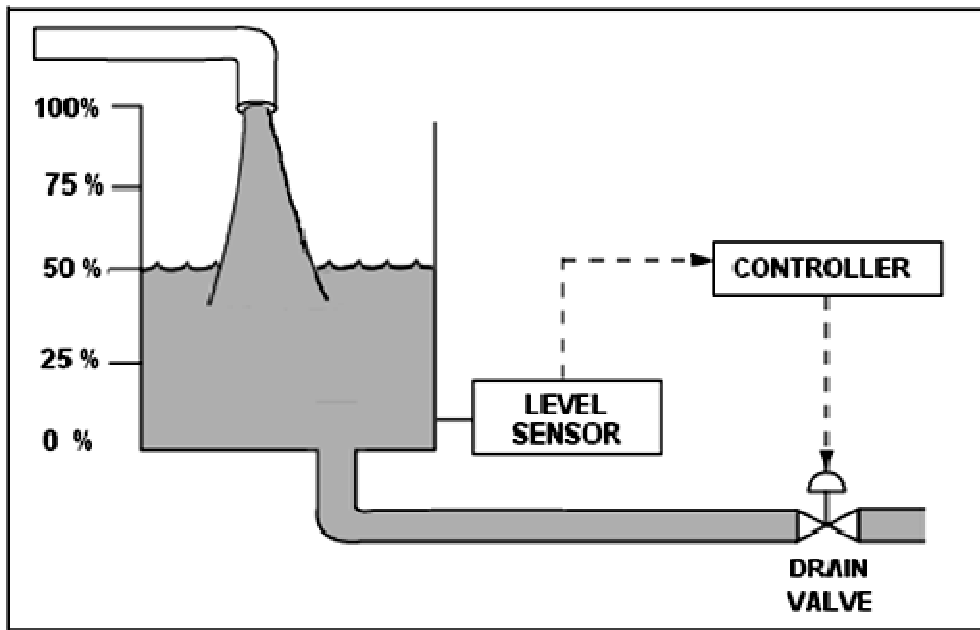 100%
75 %
50 %
25 %
0 %
CONTROLLER
LEVEL
SENSOR
DRAIN
VALVE